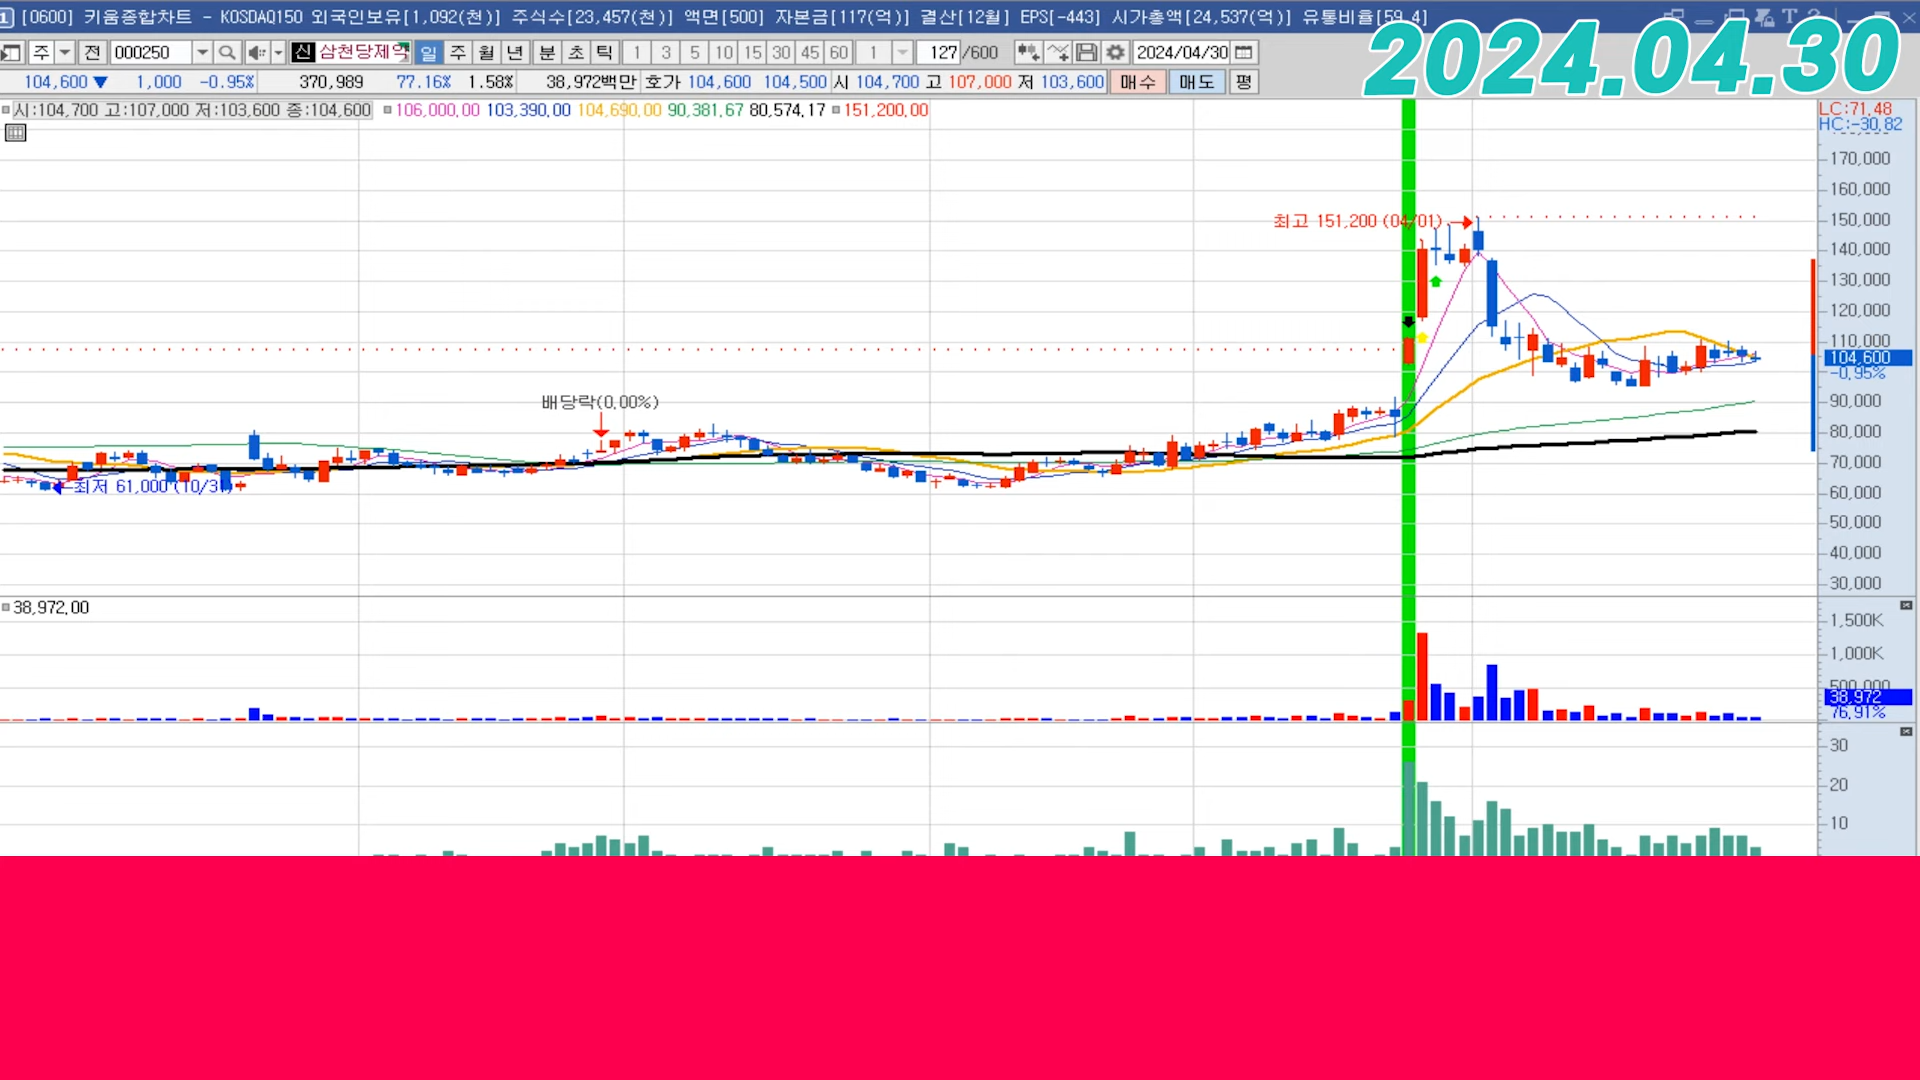 [0600] 키움종합차트 - KOSDAQ150 외국인보유[1,092(천)] 주식수[23,457(천)] 액면[500] 자본금[117(억)] 결산[12월] EPS[-443] 시가총액[24,537(억)] 유통비율[59.4]
2024.04.30
주 전 000250 신 삼천당제약 일 주 월 년 분 초 틱 1 3 5 10 15 30 45 60 1 127/600 2024/04/30
104,600▼ 1,000 -0.95% 370,989 77.16% 1.58% 38,972백만 호가 104,600 104,500 시 104,700 고 107,000 저 103,600 매수 매도 평
시:104,700 고:107,000 저:103,600 종:104,600 106,000.00 103,390.00 104,690.00 90,381.67 80,574.17 151,200.00
LC:71.48
HC:-30.82
170,000
160,000
최고 151,200 (04/01)
150,000
140,000
130,000
120,000
110,000
104,600
-0.95%
배당락(0.00%)
90,000
80,000
70,000
최저 61,000 (10/31)
60,000
50,000
40,000
30,000
38,972.00
1,500K
1,000K
500,000
38,972
76.91%
30
20
10